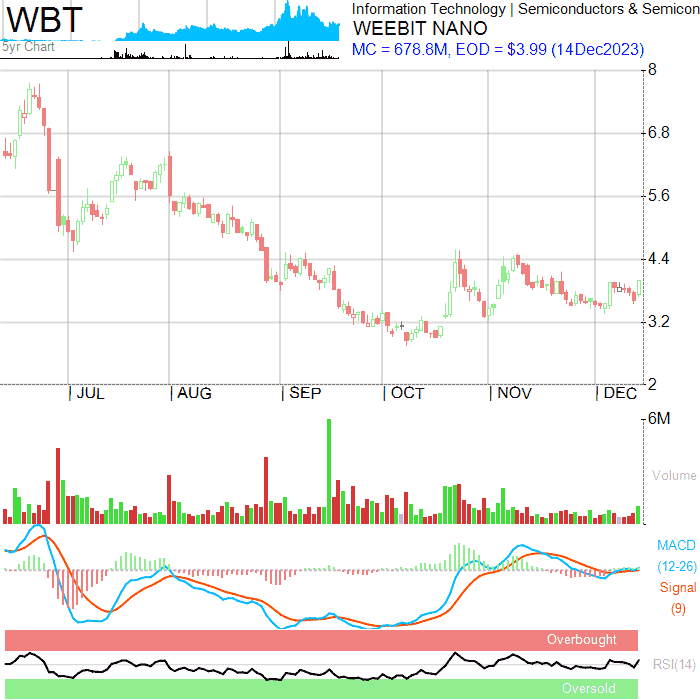 WBT
5yr Chart
Information Technology | Semiconductors & Semicon
WEEBIT NANO
MC = 678.8M, EOD = $3.99 (14Dec2023)
8
6.8
5.6
4.4
3.2
2
| JUL | AUG | SEP | OCT | NOV | DEC
6M
Volume
MACD
(12-26)
Signal
(9)
Overbought
RSI(14)
Oversold